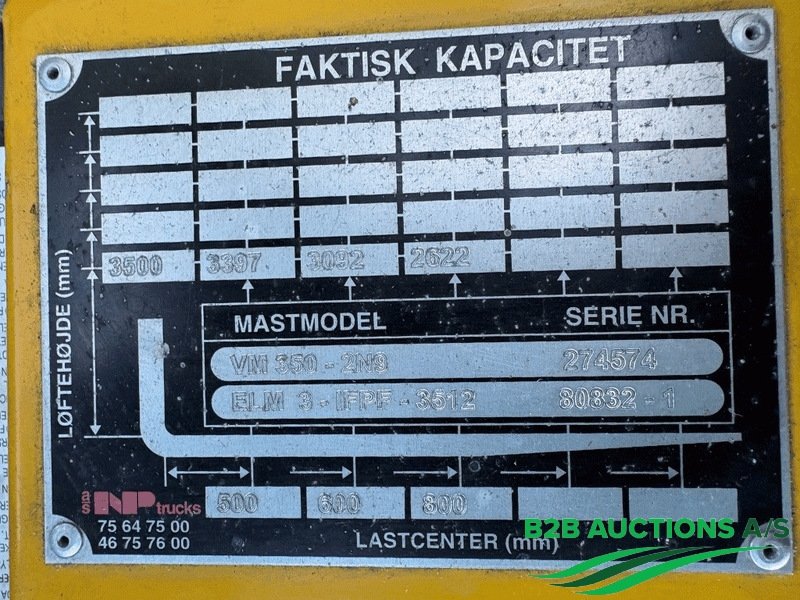 FAKTISK KAPACITET
3500 3397 3092 2622
LØFTEHØJDE (mm)
MASTMODEL SERIE NR.
VM 350 - 2N9 274574
ELM 3 - IFPF - 3512 80832 - 1
500 600 800
NP trucks
75 64 75 00
46 75 76 00
LASTCENTER (mm)
B2B AUCTIONS A/S